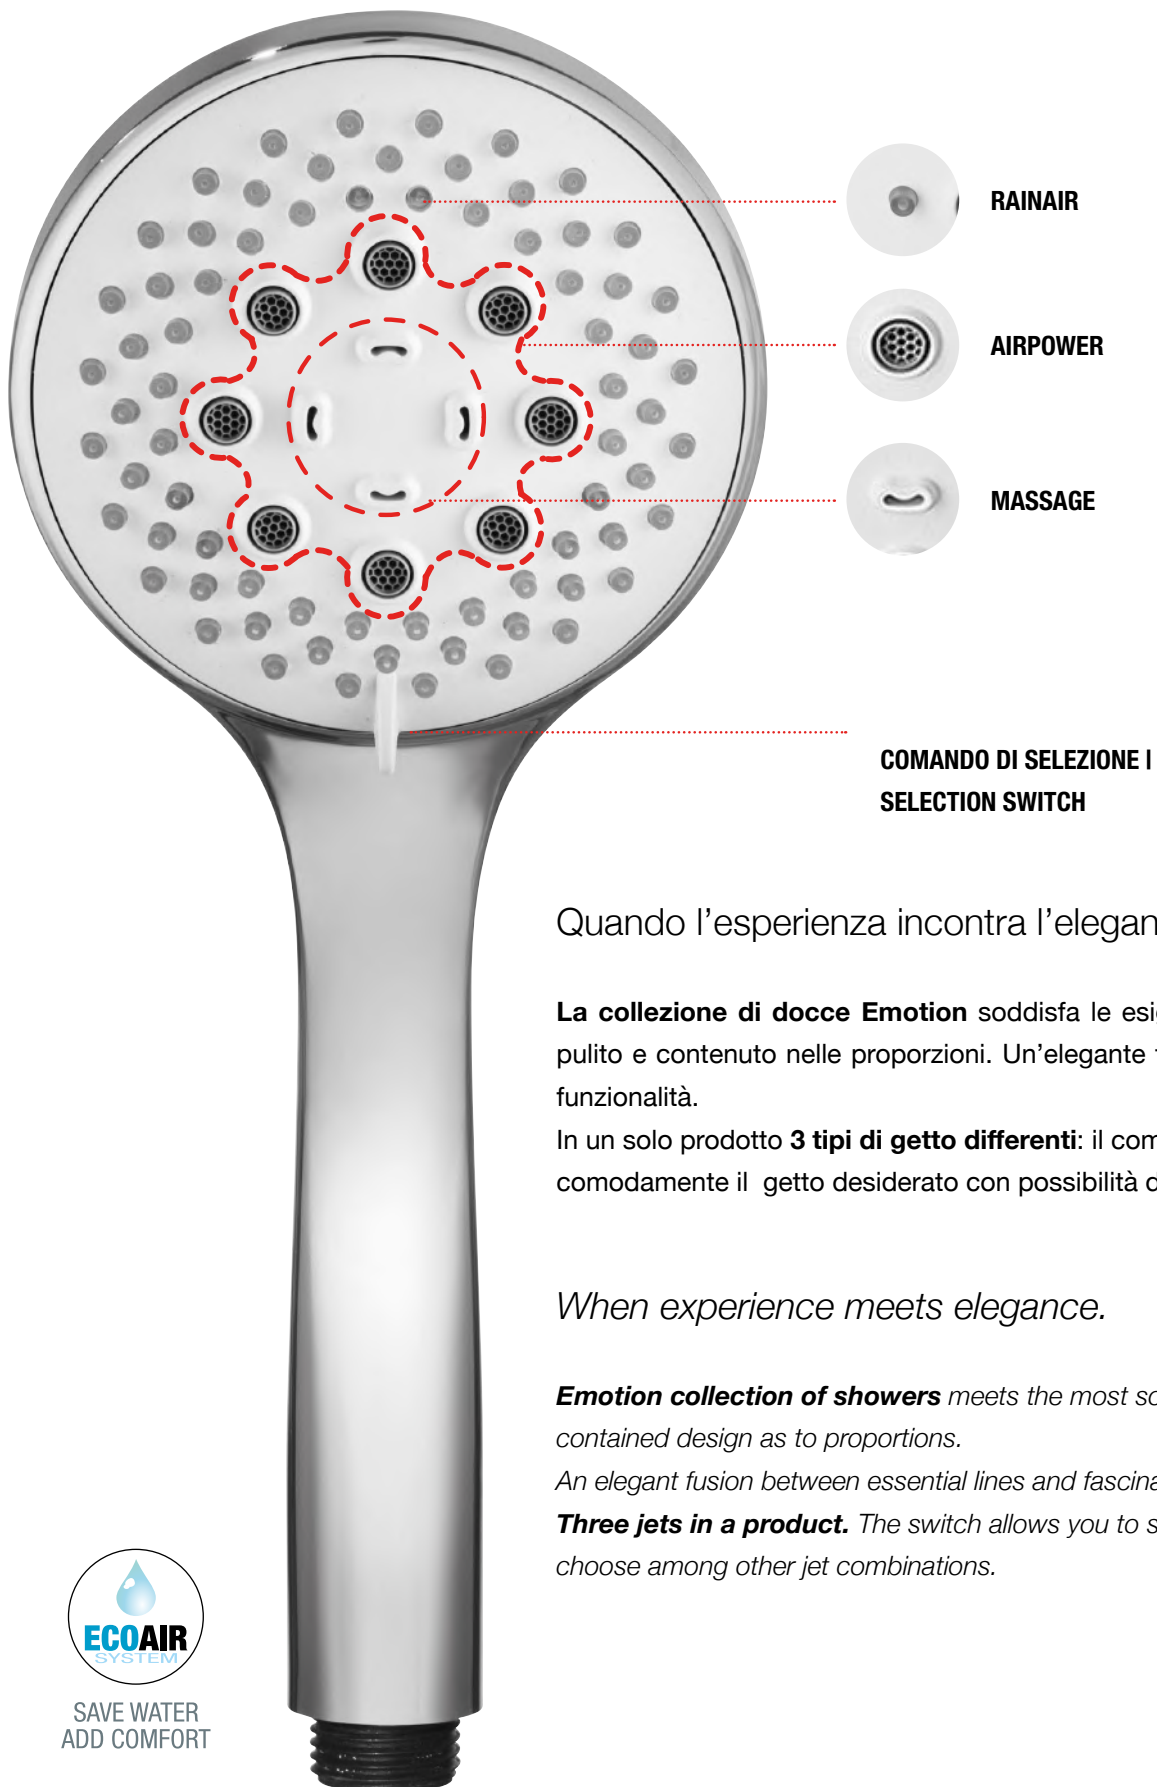 RAINAIR
AIRPOWER
MASSAGE
COMANDO DI SELEZIONE |
SELECTION SWITCH
Quando l’esperienza incontra l’elegan
La collezione di docce Emotion soddisfa le esig
pulito e contenuto nelle proporzioni. Un’elegante
funzionalità.
In un solo prodotto 3 tipi di getto differenti: il com
comodamente il getto desiderato con possibilità d
When experience meets elegance.
Emotion collection of showers meets the most so
contained design as to proportions.
An elegant fusion between essential lines and fascina
Three jets in a product. The switch allows you to s
choose among other jet combinations.
ECOAIR
SYSTEM
SAVE WATER
ADD COMFORT